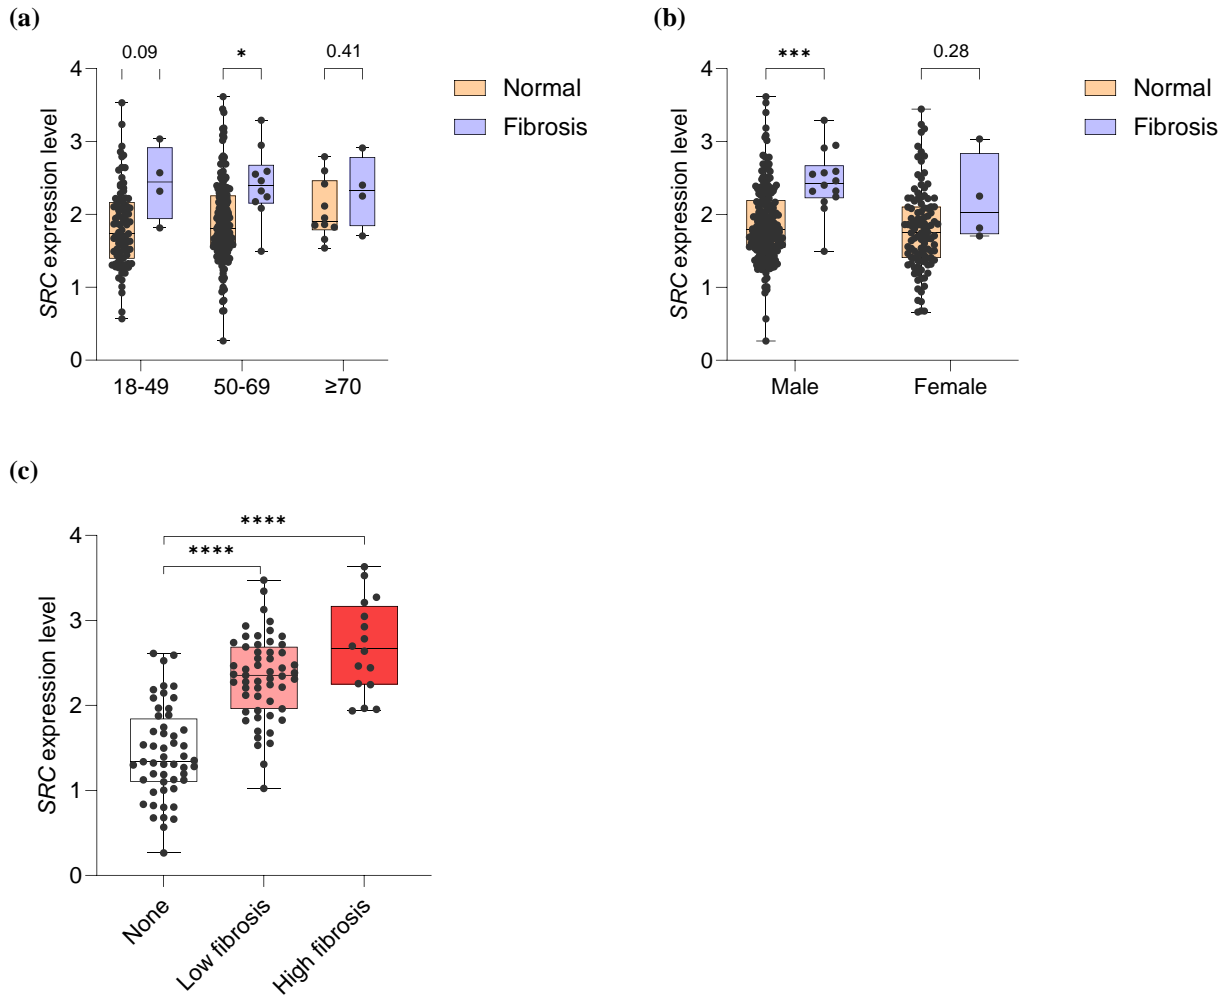 (a)
0.09
*
0.41
4
3
2
1
0
SRC expression level
18-49
50-69
≥70
Normal
Fibrosis
(b)
***
0.28
4
3
2
1
0
SRC expression level
Male
Female
Normal
Fibrosis
(c)
****
****
4
3
2
1
0
SRC expression level
None
Low fibrosis
High fibrosis